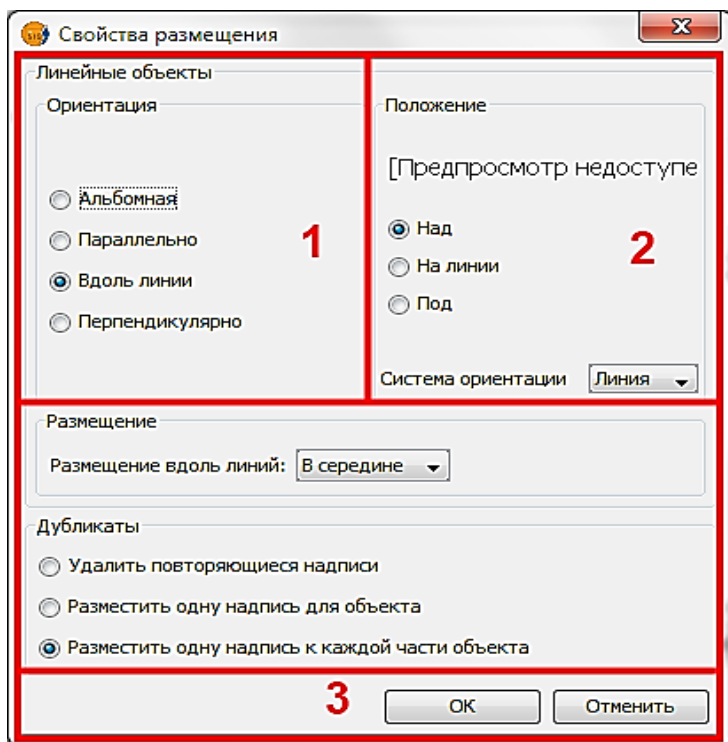 Свойства размещения
Линейные объекты
Ориентация
Альбомная
Параллельно
Вдоль линии
Перпендикулярно
1
Положение
[Предпросмотр недоступе
Над
На линии
Под
2
Система ориентации Линия
Размещение
Размещение вдоль линий: В середине
Дубликаты
Удалить повторяющиеся надписи
Разместить одну надпись для объекта
Разместить одну надпись к каждой части объекта
3
ОК Отменить